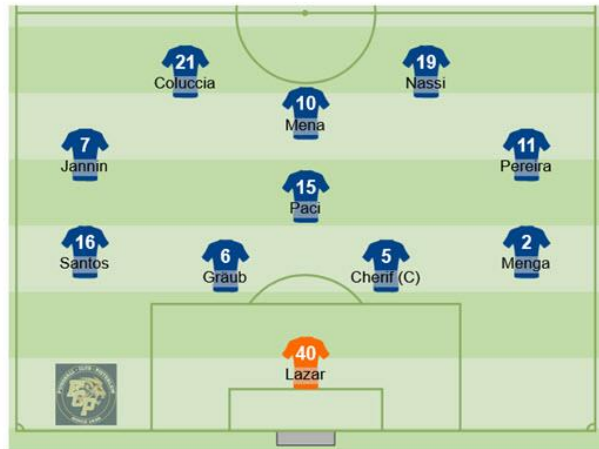 21
Coluccia
19
Nassi
10
Mena
7
Jannin
11
Pereira
15
Paci
16
Santos
6
Gräub
5
Cherif (C)
2
Menga
40
Lazar